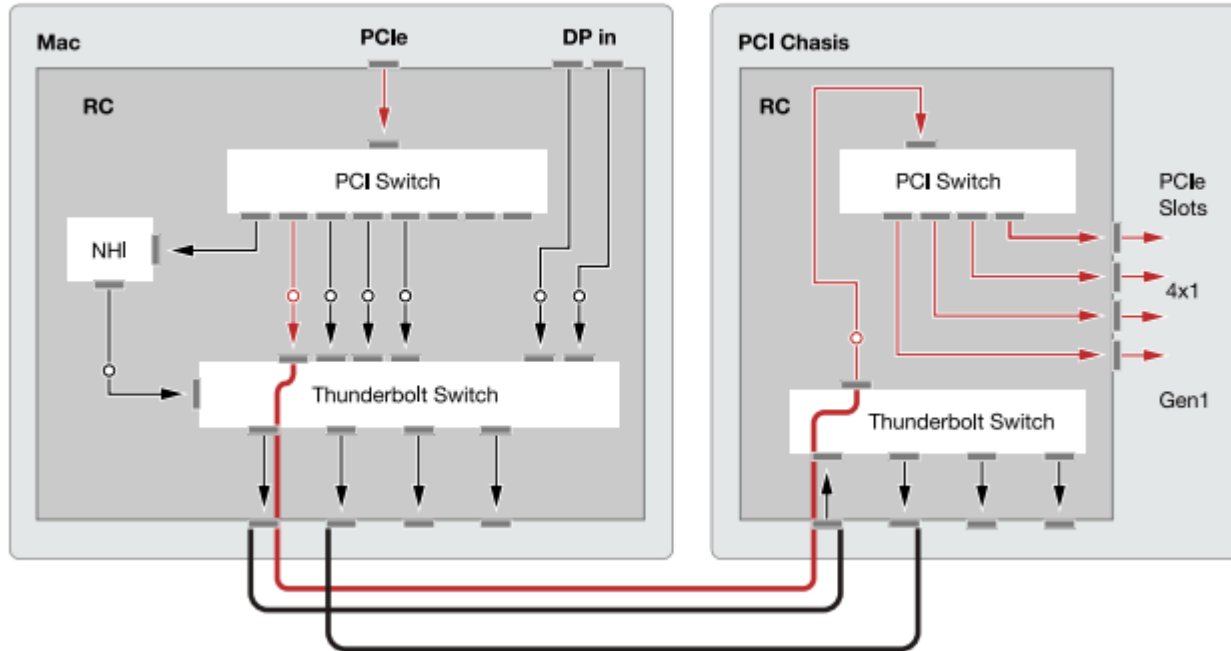 Mac
PCIe
DP in
RC
PCI Switch
NHI
Thunderbolt Switch
PCI Chasis
RC
PCI Switch
PCIe
Slots
4x1
Gen1
Thunderbolt Switch